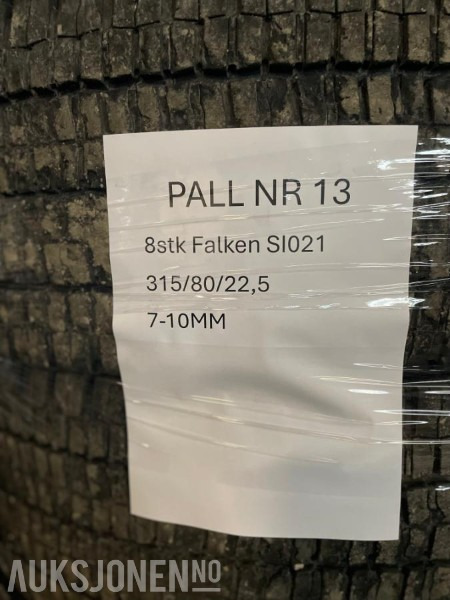 PALL NR 13
8stk Falken SI021
315/80/22,5
7-10MM
AUKSJONEN.NO